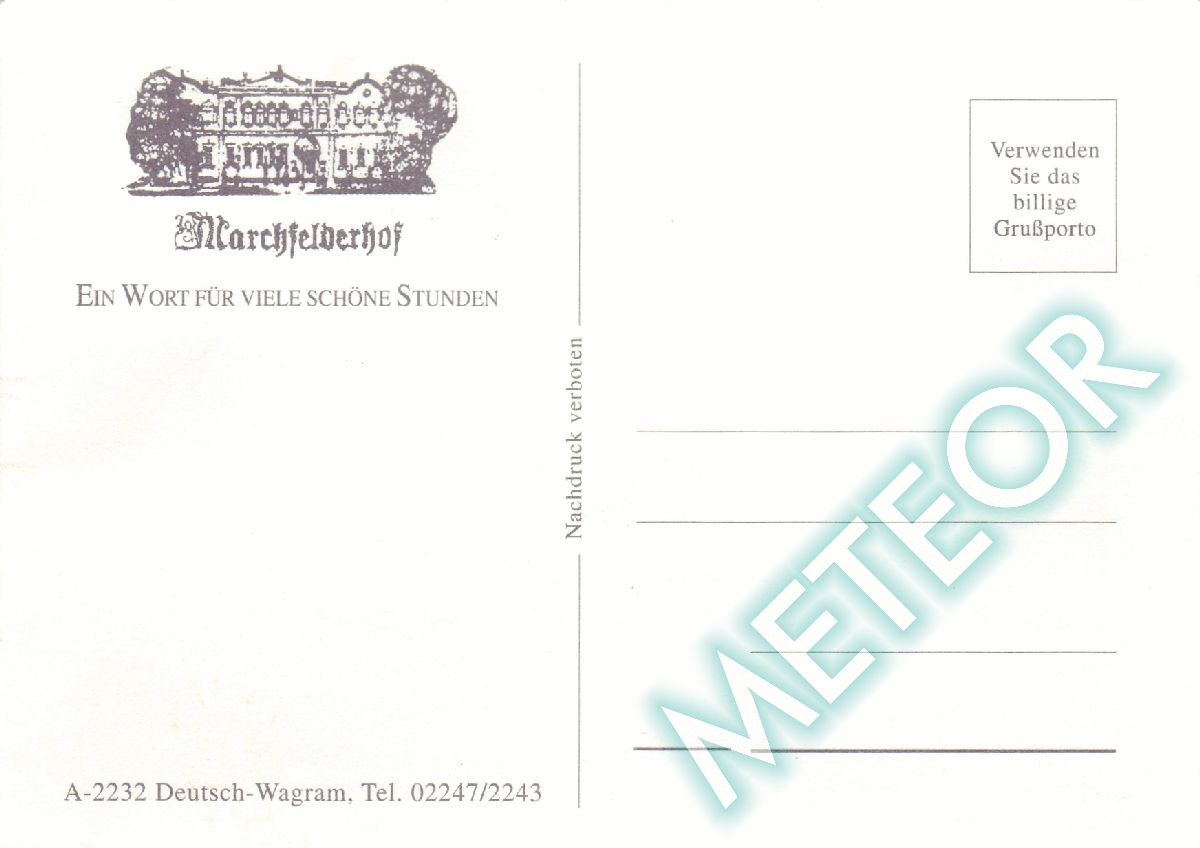 Marchfelderhof
EIN WORT FÜR VIELE SCHÖNE STUNDEN
A-2232 Deutsch-Wagram, Tel. 02247/2243
Nachdruck verboten
Verwenden
Sie das
billige
Grußporto
METEOR